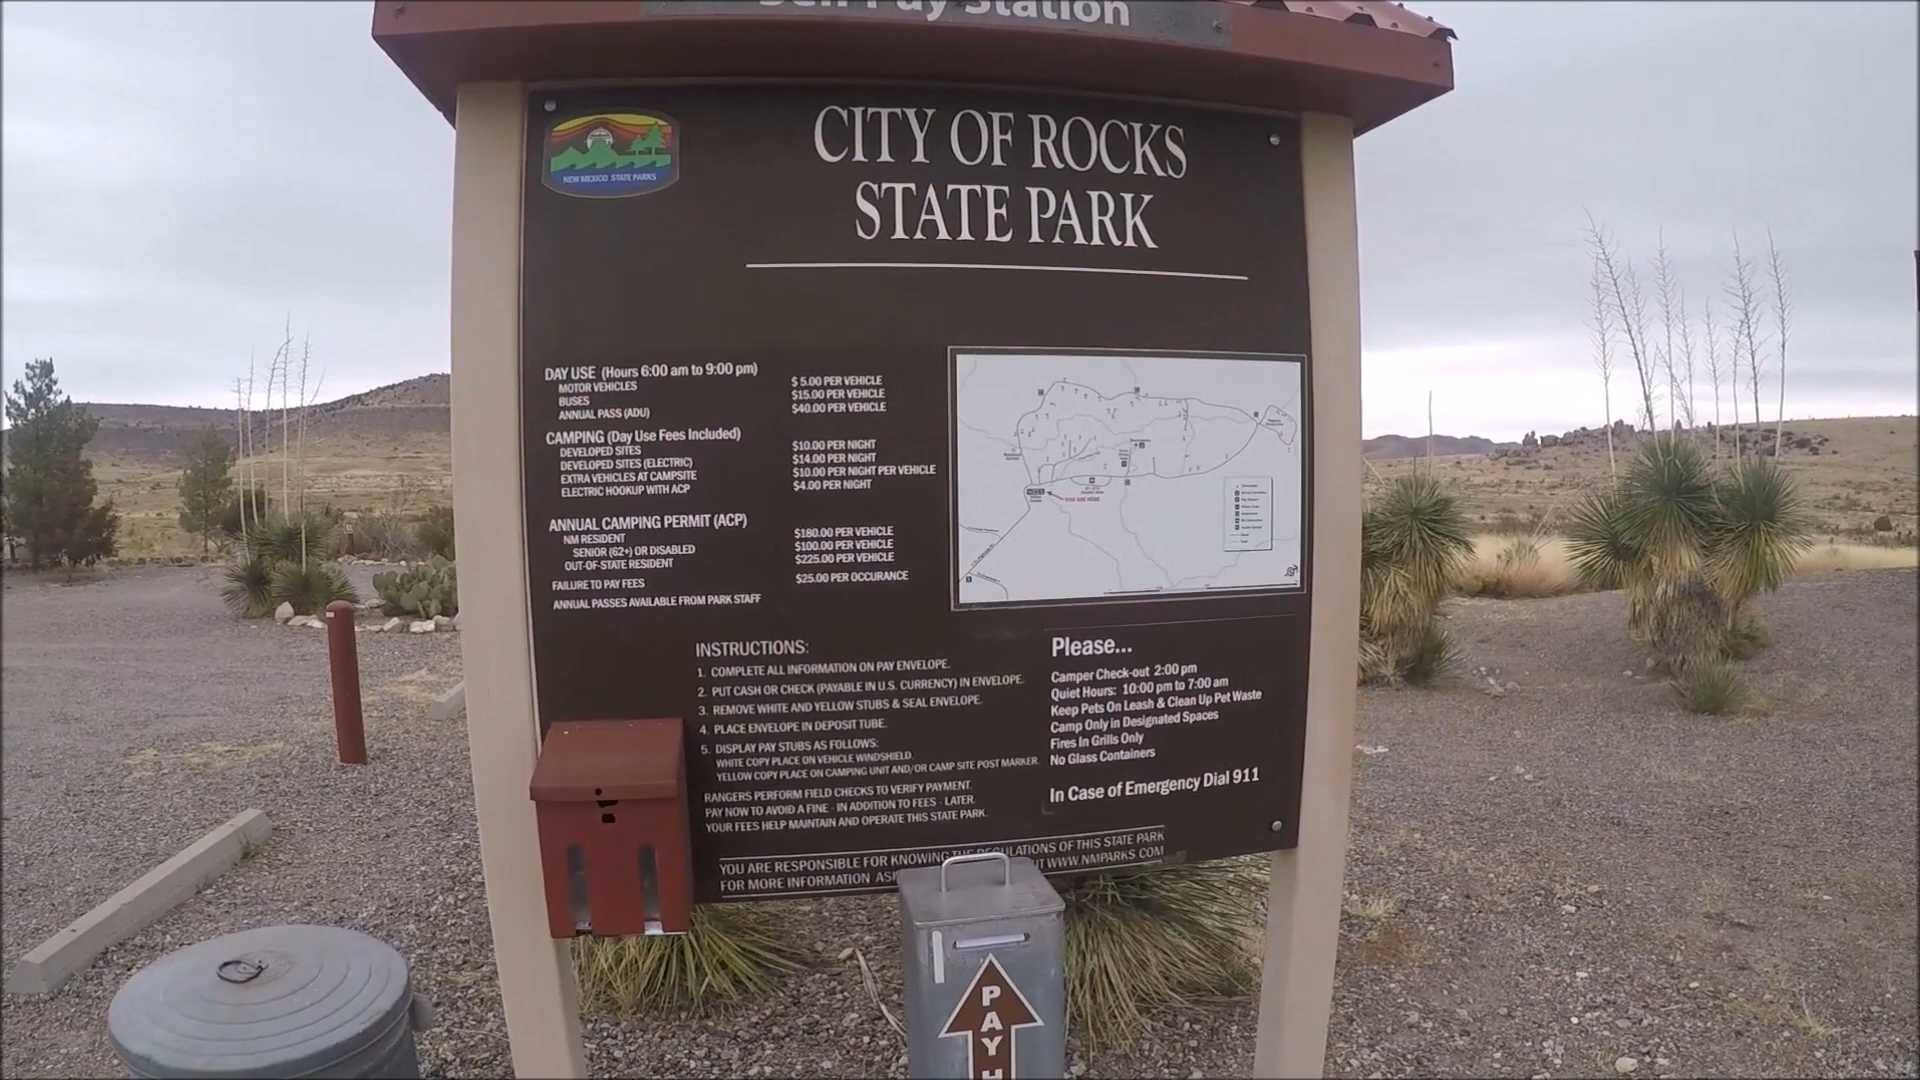 Self Pay Station
NEW MEXICO STATE PARKS
CITY OF ROCKS
STATE PARK
DAY USE (Hours 6:00 am to 9:00 pm)
MOTOR VEHICLES $ 5.00 PER VEHICLE
BUSES $15.00 PER VEHICLE
ANNUAL PASS (ADU) $40.00 PER VEHICLE
CAMPING (Day Use Fees Included)
DEVELOPED SITES $10.00 PER NIGHT
DEVELOPED SITES (ELECTRIC) $14.00 PER NIGHT
EXTRA VEHICLES AT CAMPSITE $10.00 PER NIGHT PER VEHICLE
ELECTRIC HOOKUP WITH ACP $4.00 PER NIGHT
ANNUAL CAMPING PERMIT (ACP)
NM RESIDENT $180.00 PER VEHICLE
SENIOR (62+) OR DISABLED $100.00 PER VEHICLE
OUT-OF-STATE RESIDENT $225.00 PER VEHICLE
FAILURE TO PAY FEES $25.00 PER OCCURANCE
ANNUAL PASSES AVAILABLE FROM PARK STAFF
YOU ARE HERE
INSTRUCTIONS:
1. COMPLETE ALL INFORMATION ON PAY ENVELOPE.
2. PUT CASH OR CHECK (PAYABLE IN U.S. CURRENCY) IN ENVELOPE.
3. REMOVE WHITE AND YELLOW STUBS & SEAL ENVELOPE.
4. PLACE ENVELOPE IN DEPOSIT TUBE.
5. DISPLAY PAY STUBS AS FOLLOWS:
WHITE COPY PLACE ON VEHICLE WINDSHIELD.
YELLOW COPY PLACE ON CAMPING UNIT AND/OR CAMP SITE POST MARKER.
RANGERS PERFORM FIELD CHECKS TO VERIFY PAYMENT.
PAY NOW TO AVOID A FINE - IN ADDITION TO FEES - LATER.
YOUR FEES HELP MAINTAIN AND OPERATE THIS STATE PARK.
Please...
Camper Check-out 2:00 pm
Quiet Hours: 10:00 pm to 7:00 am
Keep Pets On Leash & Clean Up Pet Waste
Camp Only in Designated Spaces
Fires In Grills Only
No Glass Containers
In Case of Emergency Dial 911
YOU ARE RESPONSIBLE FOR KNOWING THE REGULATIONS OF THIS STATE PARK
FOR MORE INFORMATION WWW.NMPARKS.COM
PAY H